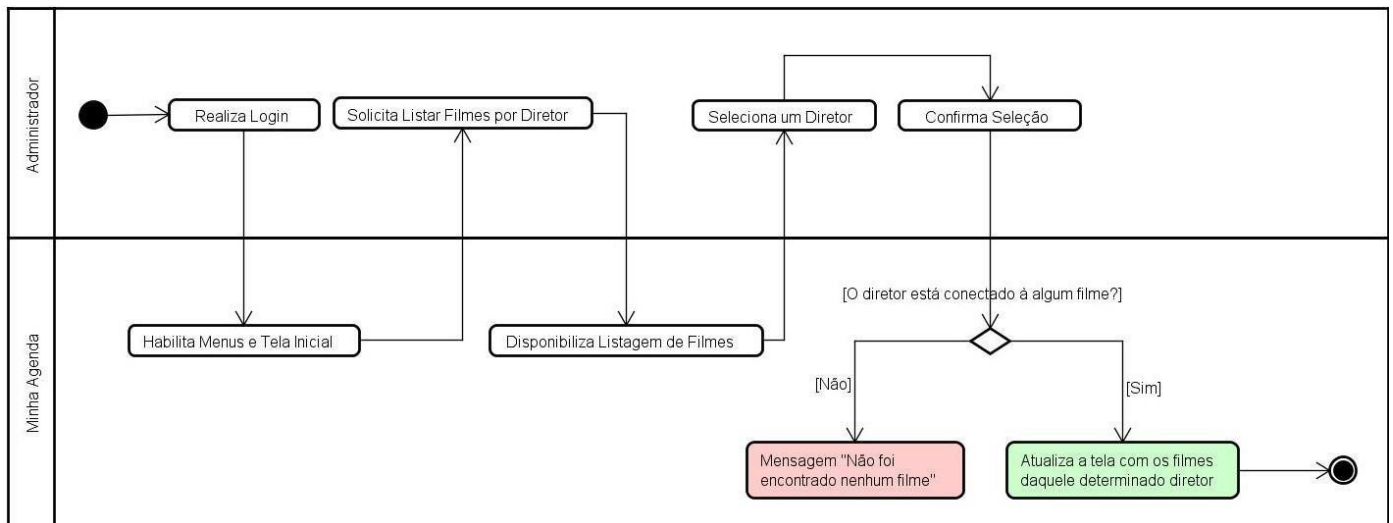 Administrador
Realiza Login
Solicita Listar Filmes por Diretor
Seleciona um Diretor
Confirma Seleção
Minha Agenda
Habilita Menus e Tela Inicial
Disponibiliza Listagem de Filmes
[O diretor está conectado à algum filme?]
[Não]
[Sim]
Mensagem "Não foi
encontrado nenhum filme"
Atualiza a tela com os filmes
daquele determinado diretor